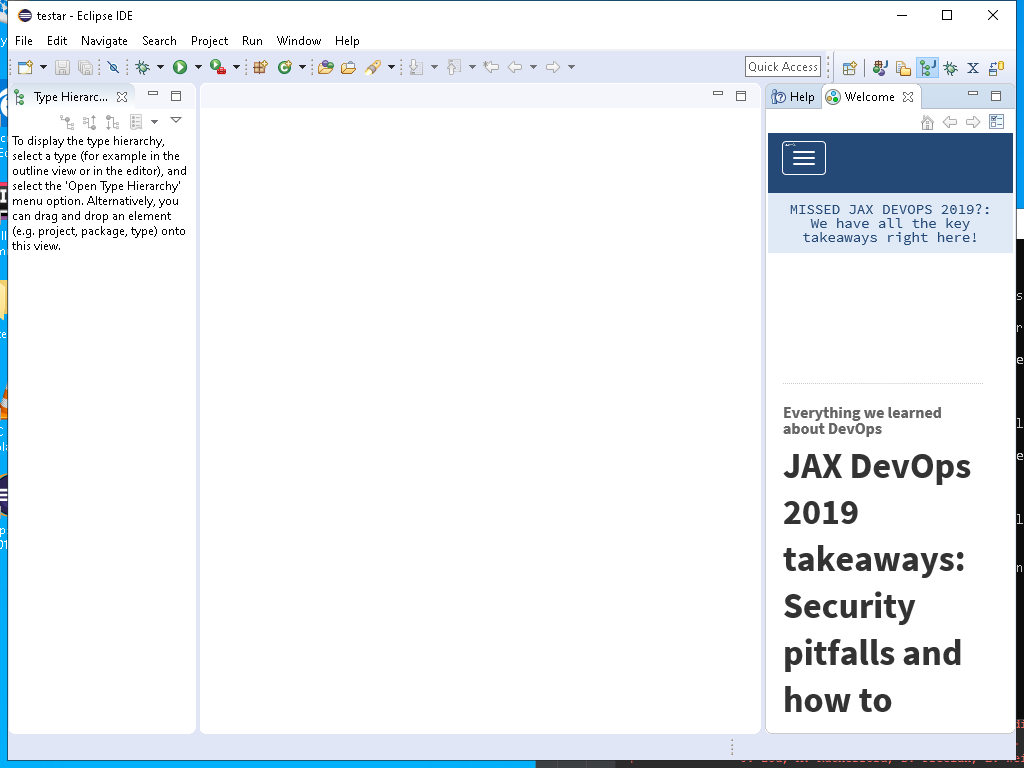 testar - Eclipse IDE
File Edit Navigate Search Project Run Window Help
Quick Access
Type Hierarc...
Help
Welcome
To display the type hierarchy,
select a type (for example in the
outline view or in the editor), and
select the 'Open Type Hierarchy'
menu option. Alternatively, you
can drag and drop an element
(e.g. project, package, type) onto
this view.
MISSED JAX DEVOPS 2019?:
We have all the key
takeaways right here!
Everything we learned
about DevOps
JAX DevOps
2019
takeaways:
Security
pitfalls and
how to